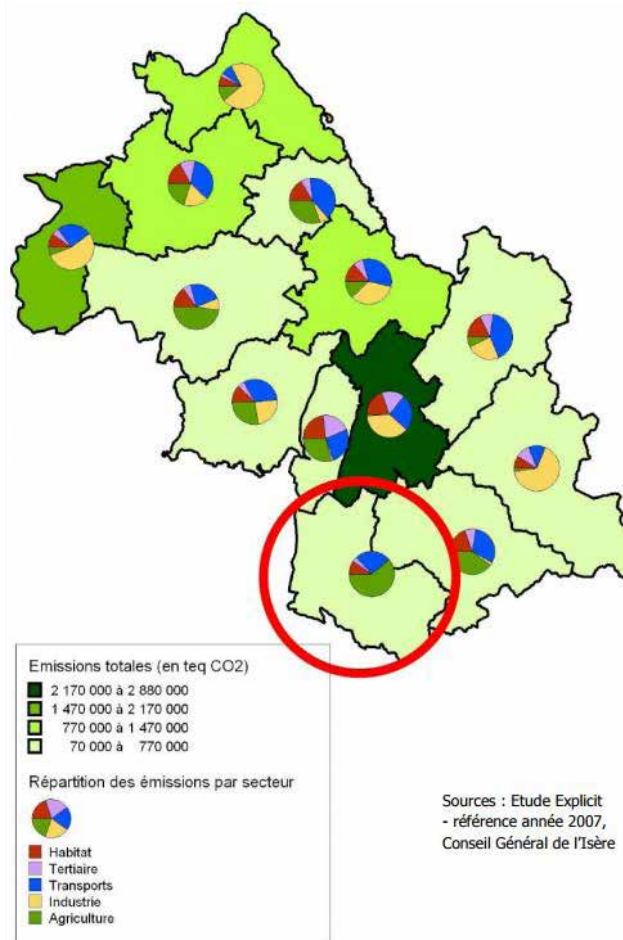 Emissions totales (en teq CO2)
2 170 000 à 2 880 000
1 470 000 à 2 170 000
770 000 à 1 470 000
70 000 à 770 000
Répartition des émissions par secteur
Habitat
Tertiaire
Transports
Industrie
Agriculture
Sources : Etude Explicit
- référence année 2007,
Conseil Général de l'Isère